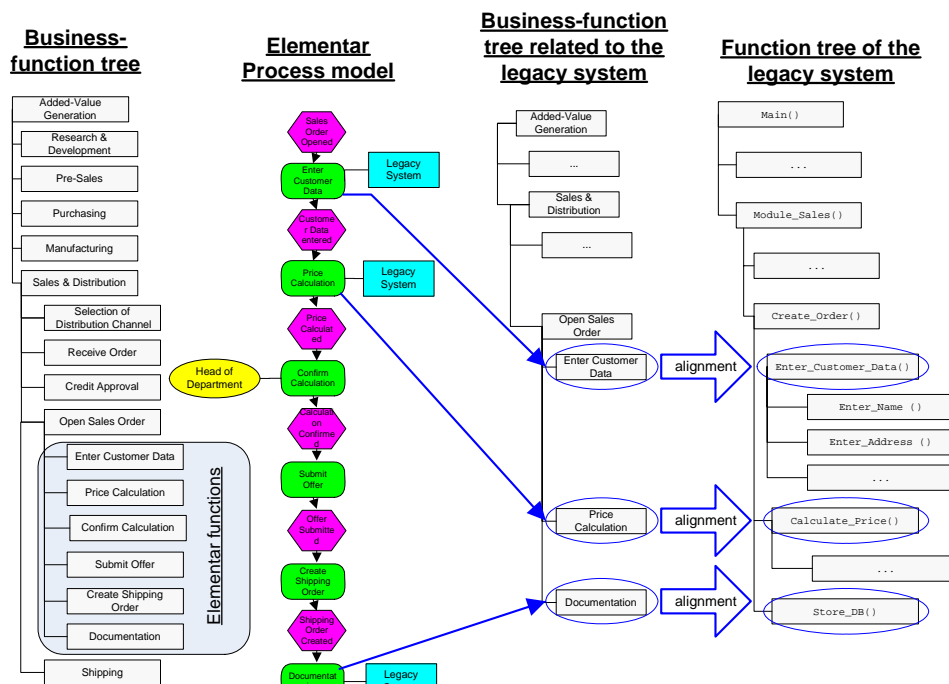 Business-
function tree
Added-Value
Generation
Research &
Development
Pre-Sales
Purchasing
Manufacturing
Sales & Distribution
Selection of
Distribution Channel
Receive Order
Credit Approval
Open Sales Order
Enter Customer Data
Price Calculation
Confirm Calculation
Submit Offer
Create Shipping
Order
Documentation
Elementar functions
Shipping
Elementar
Process model
Sales
Order
Opened
Enter
Customer
Data
Legacy
System
Custome
r Data
entered
Price
Calculation
Legacy
System
Price
Calculat
ed
Head of
Department
Confirm
Calculation
Calculati
on
Confirme
d
Submit
Offer
Offer
Submitte
d
Create
Shipping
Order
Shipping
Order
Created
Documentat
Legacy
Business-function
tree related to the
legacy system
Added-Value
Generation
...
Sales &
Distribution
...
Open Sales
Order
Enter Customer
Data
alignment
Price
Calculation
alignment
Documentation
alignment
Function tree of the
legacy system
Main()
...
Module_Sales()
...
Create_Order()
Enter_Customer_Data()
Enter_Name ()
Enter_Address ()
...
Calculate_Price()
...
Store_DB()